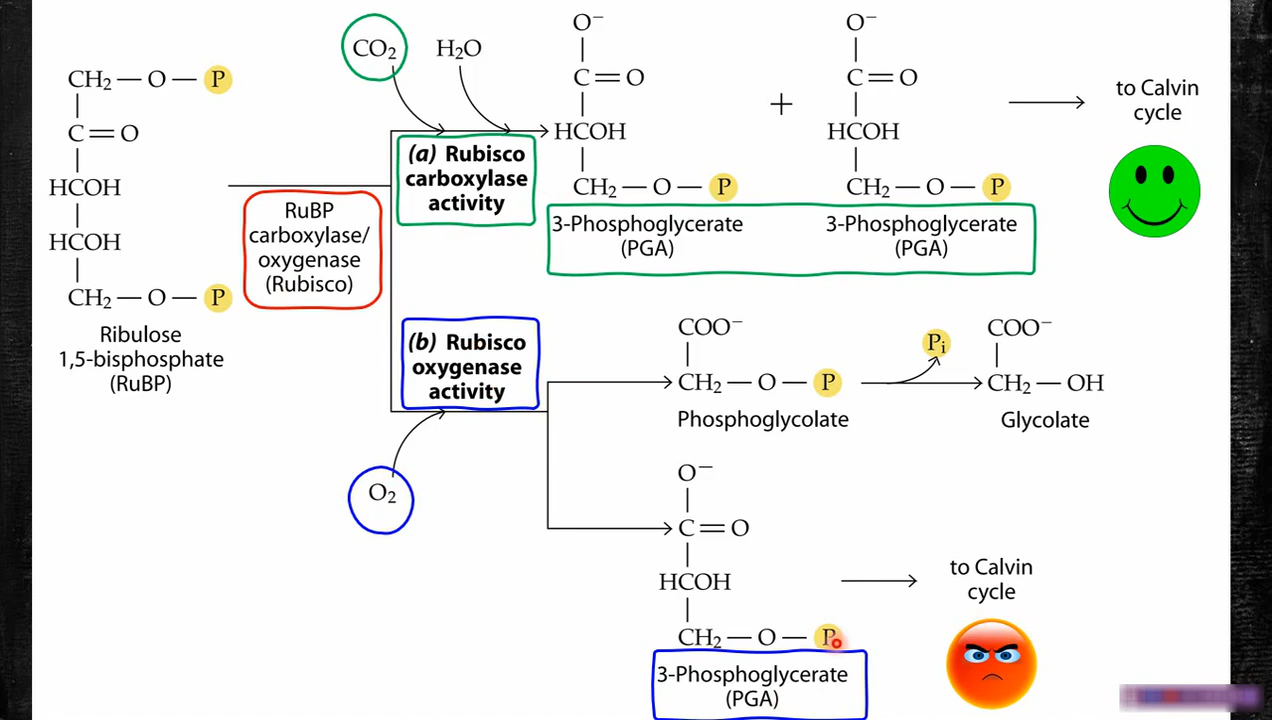 CO₂
H₂O
CH₂—O—P
C=O
HCOH
HCOH
CH₂—O—P
Ribulose
1,5-bisphosphate
(RuBP)
RuBP
carboxylase/
oxygenase
(Rubisco)
(a) Rubisco
carboxylase
activity
O⁻
C=O
HCOH
CH₂—O—P
3-Phosphoglycerate
(PGA)
+
O⁻
C=O
HCOH
CH₂—O—P
3-Phosphoglycerate
(PGA)
to Calvin
cycle
(b) Rubisco
oxygenase
activity
O₂
COO⁻
CH₂—O—P
Phosphoglycolate
Pᵢ
COO⁻
CH₂—OH
Glycolate
O⁻
C=O
HCOH
CH₂—O—P
3-Phosphoglycerate
(PGA)
to Calvin
cycle